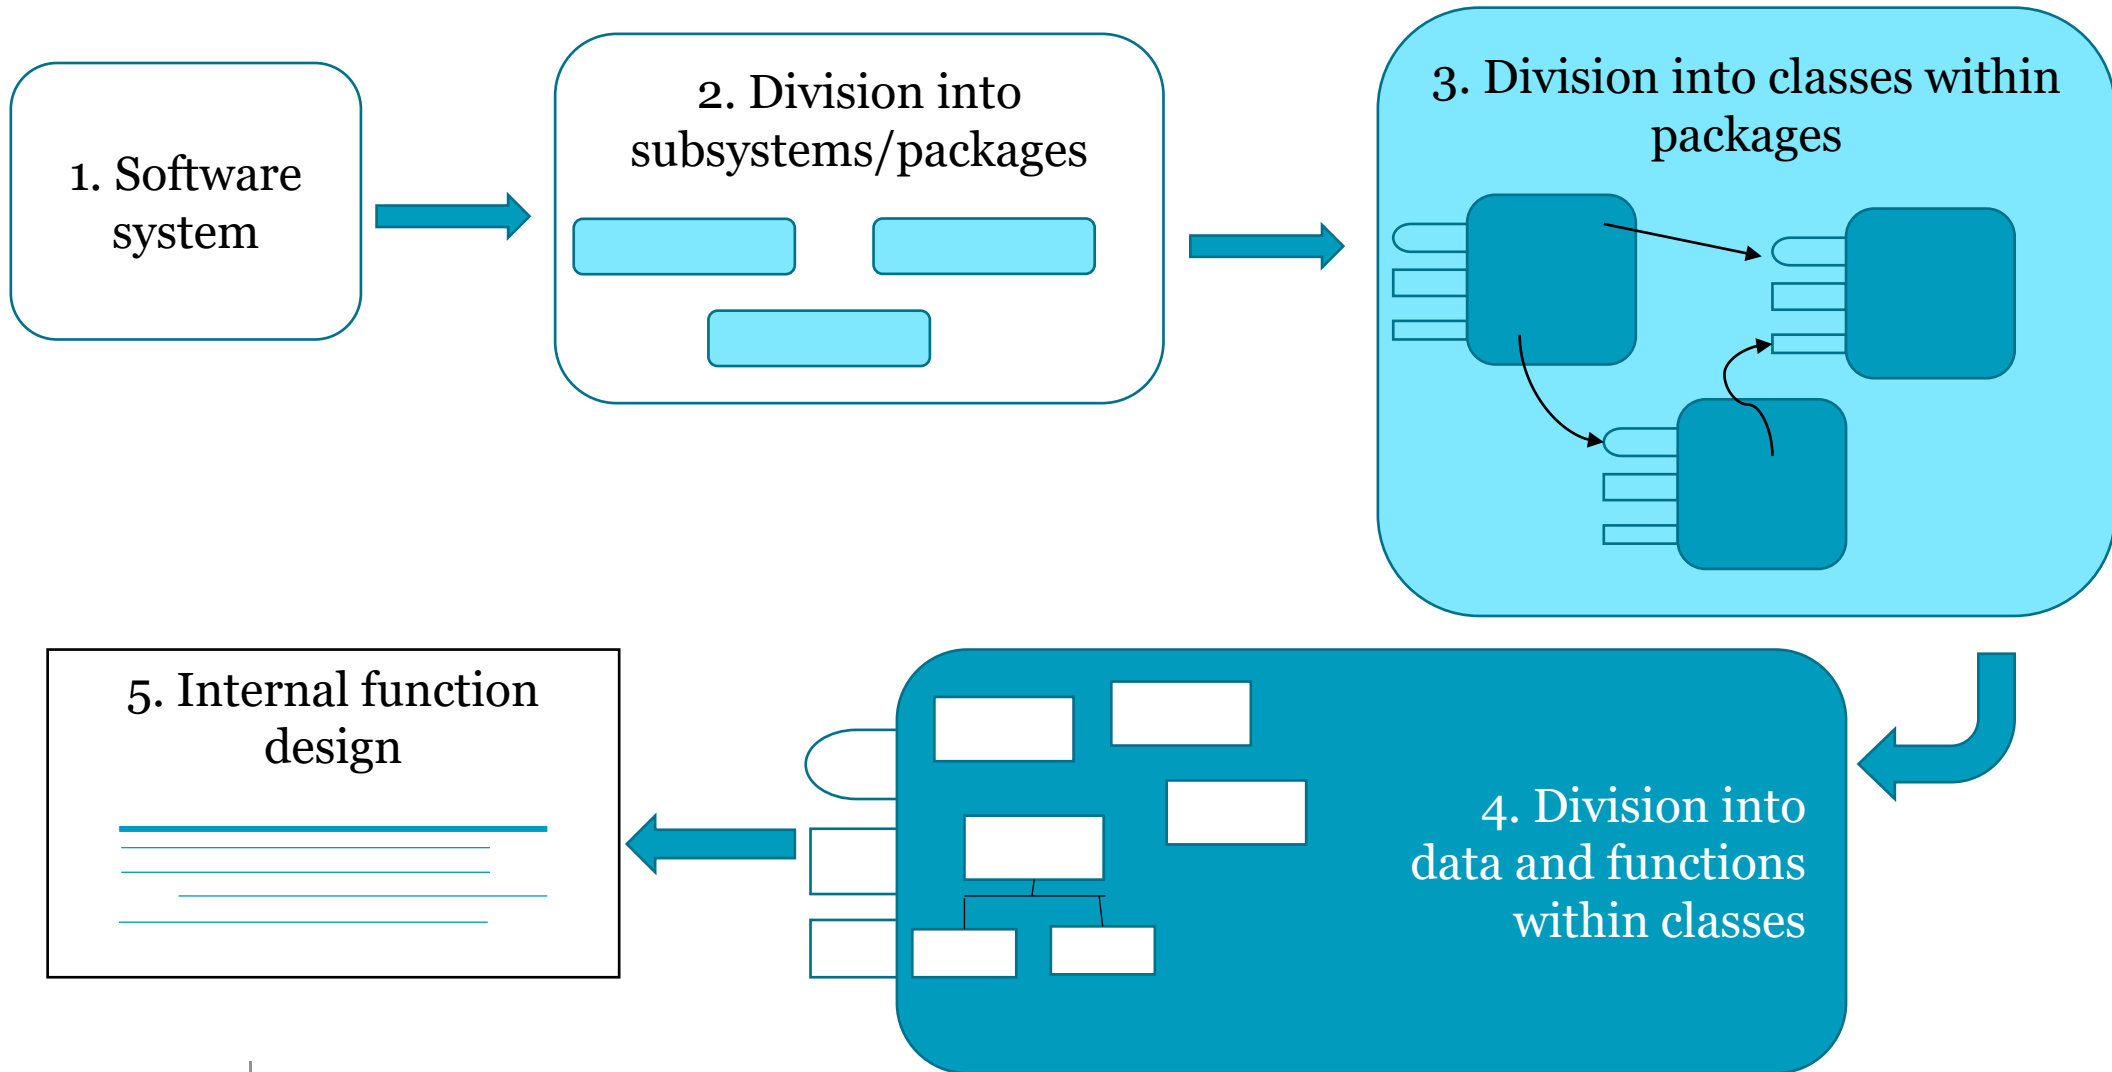 1. Software
system
2. Division into
subsystems/packages
3. Division into classes within
packages
4. Division into
data and functions
within classes
5. Internal function
design